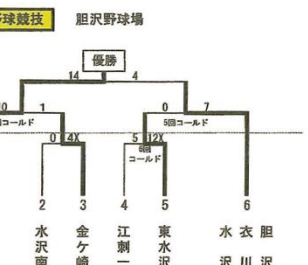 球競技 胆沢野球場
優勝
14 4
0 1 0 7
回コールド 5回コールド
0 4X 5 12X
6回
コールド
2 3 4 5 6
水沢南
金ケ崎
江刺一
東水沢
水沢
衣川
胆